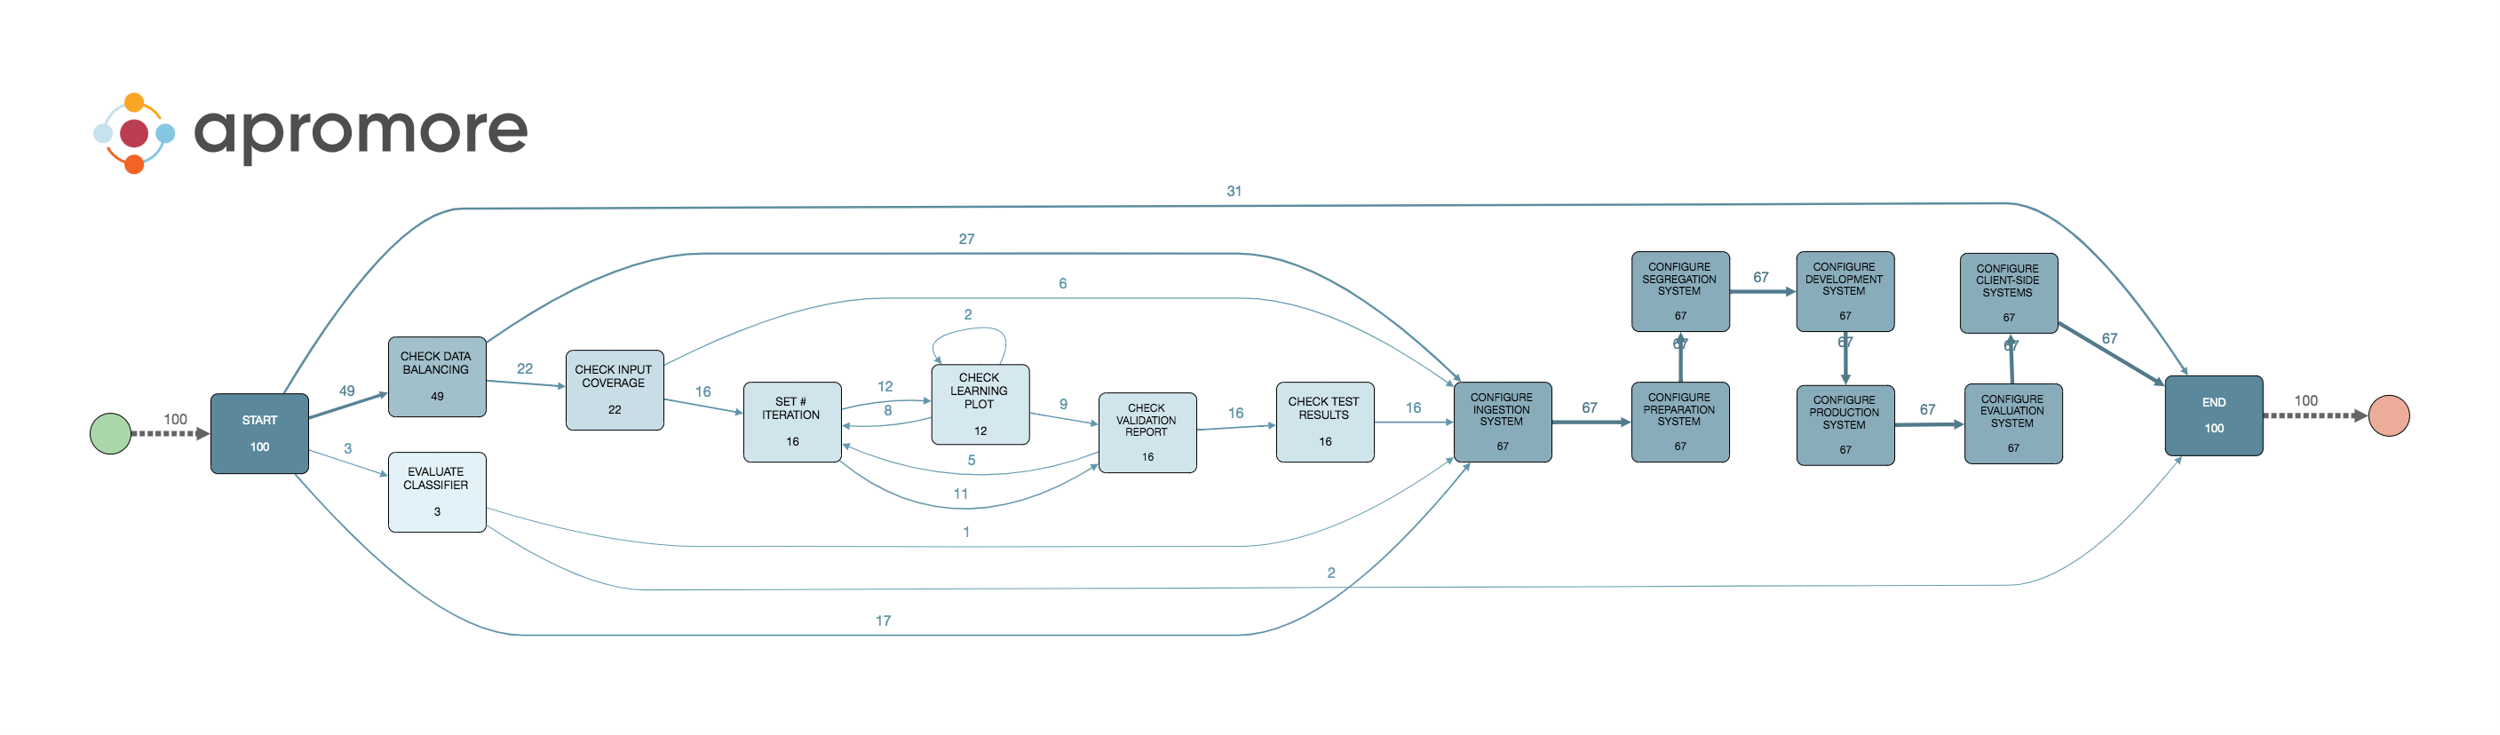 apromore
31
27
6
2
CONFIGURE
SEGREGATION
SYSTEM
67
67
CONFIGURE
DEVELOPMENT
SYSTEM
67
CONFIGURE
CLIENT-SIDE
SYSTEMS
67
67
67
67
67
CHECK DATA
BALANCING
49
22
CHECK INPUT
COVERAGE
22
16
SET #
ITERATION
16
12
8
CHECK
LEARNING
PLOT
12
9
5
11
CHECK
VALIDATION
REPORT
16
16
CHECK TEST
RESULTS
16
16
CONFIGURE
INGESTION
SYSTEM
67
67
CONFIGURE
PREPARATION
SYSTEM
67
CONFIGURE
PRODUCTION
SYSTEM
67
67
CONFIGURE
EVALUATION
SYSTEM
67
END
100
100
100
START
100
49
3
EVALUATE
CLASSIFIER
3
1
2
17